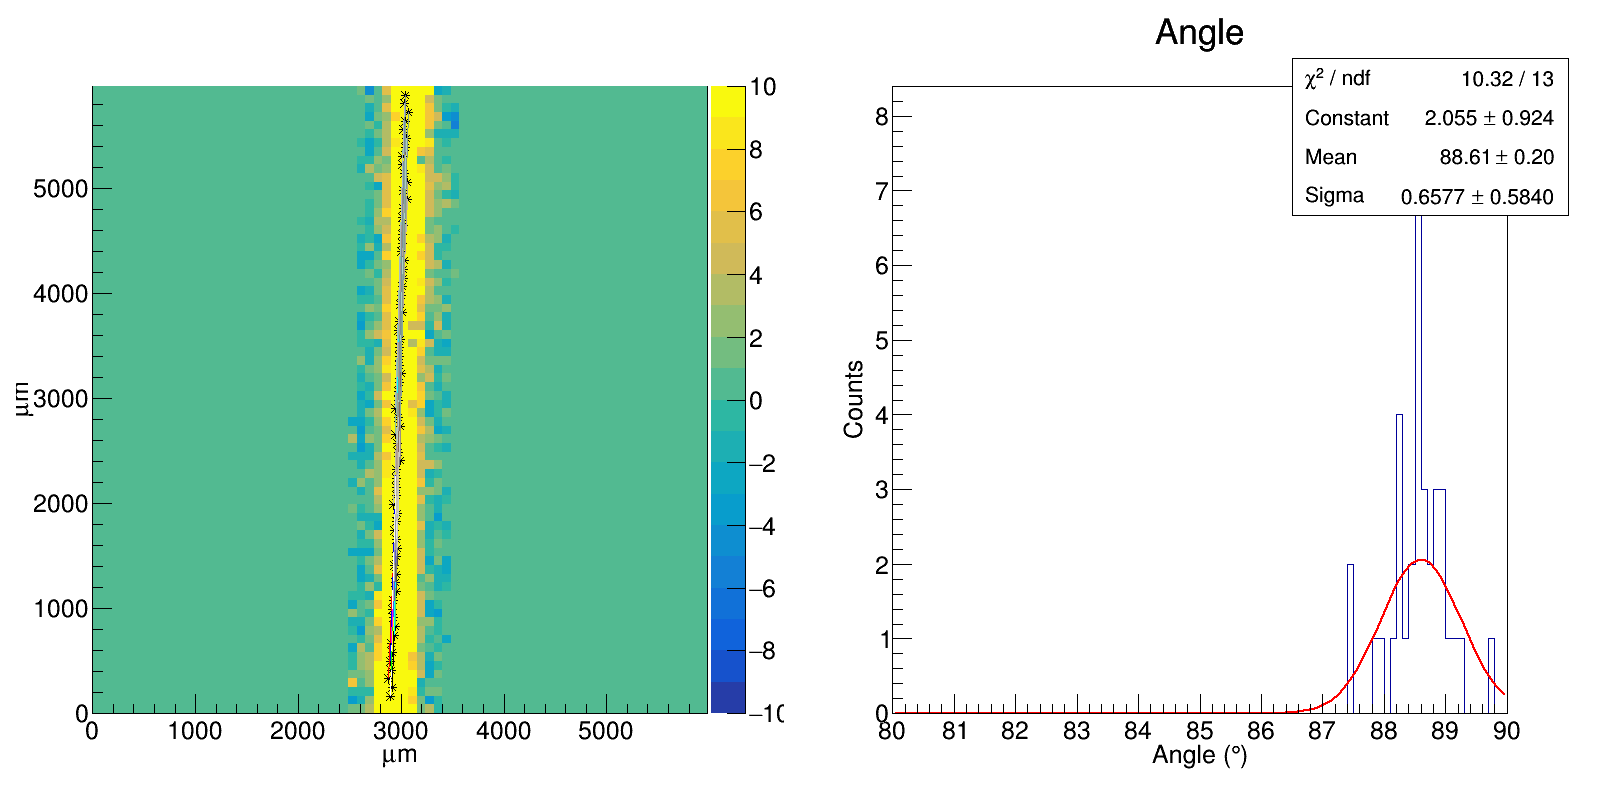 Angle
χ² / ndf 10.32 / 13
Constant 2.055 ± 0.924
Mean 88.61 ± 0.20
Sigma 0.6577 ± 0.5840
μm
5000
4000
3000
2000
1000
0
0 1000 2000 3000 4000 5000
μm
10
8
6
4
2
0
−2
−4
−6
−8
−10
Counts
8
7
6
5
4
3
2
1
0
80 81 82 83 84 85 86 87 88 89 90
Angle (°)